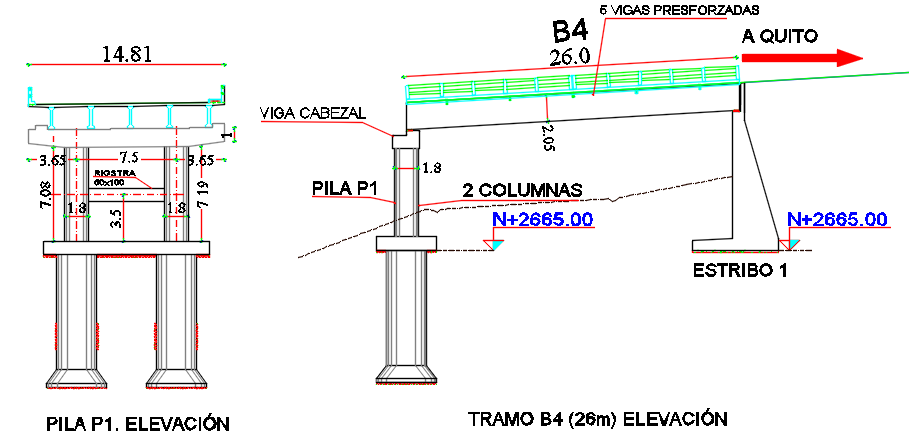 14.81
3.65
7.5
3.65
1
RIOSTRA
60x100
7.08
1.8
3.5
1.8
7.19
PILA P1. ELEVACIÓN
5 VIGAS PRESFORZADAS
B4
26.0
A QUITO
VIGA CABEZAL
2.05
1.8
PILA P1
2 COLUMNAS
N+2665.00
N+2665.00
ESTRIBO 1
TRAMO B4 (26m) ELEVACIÓN